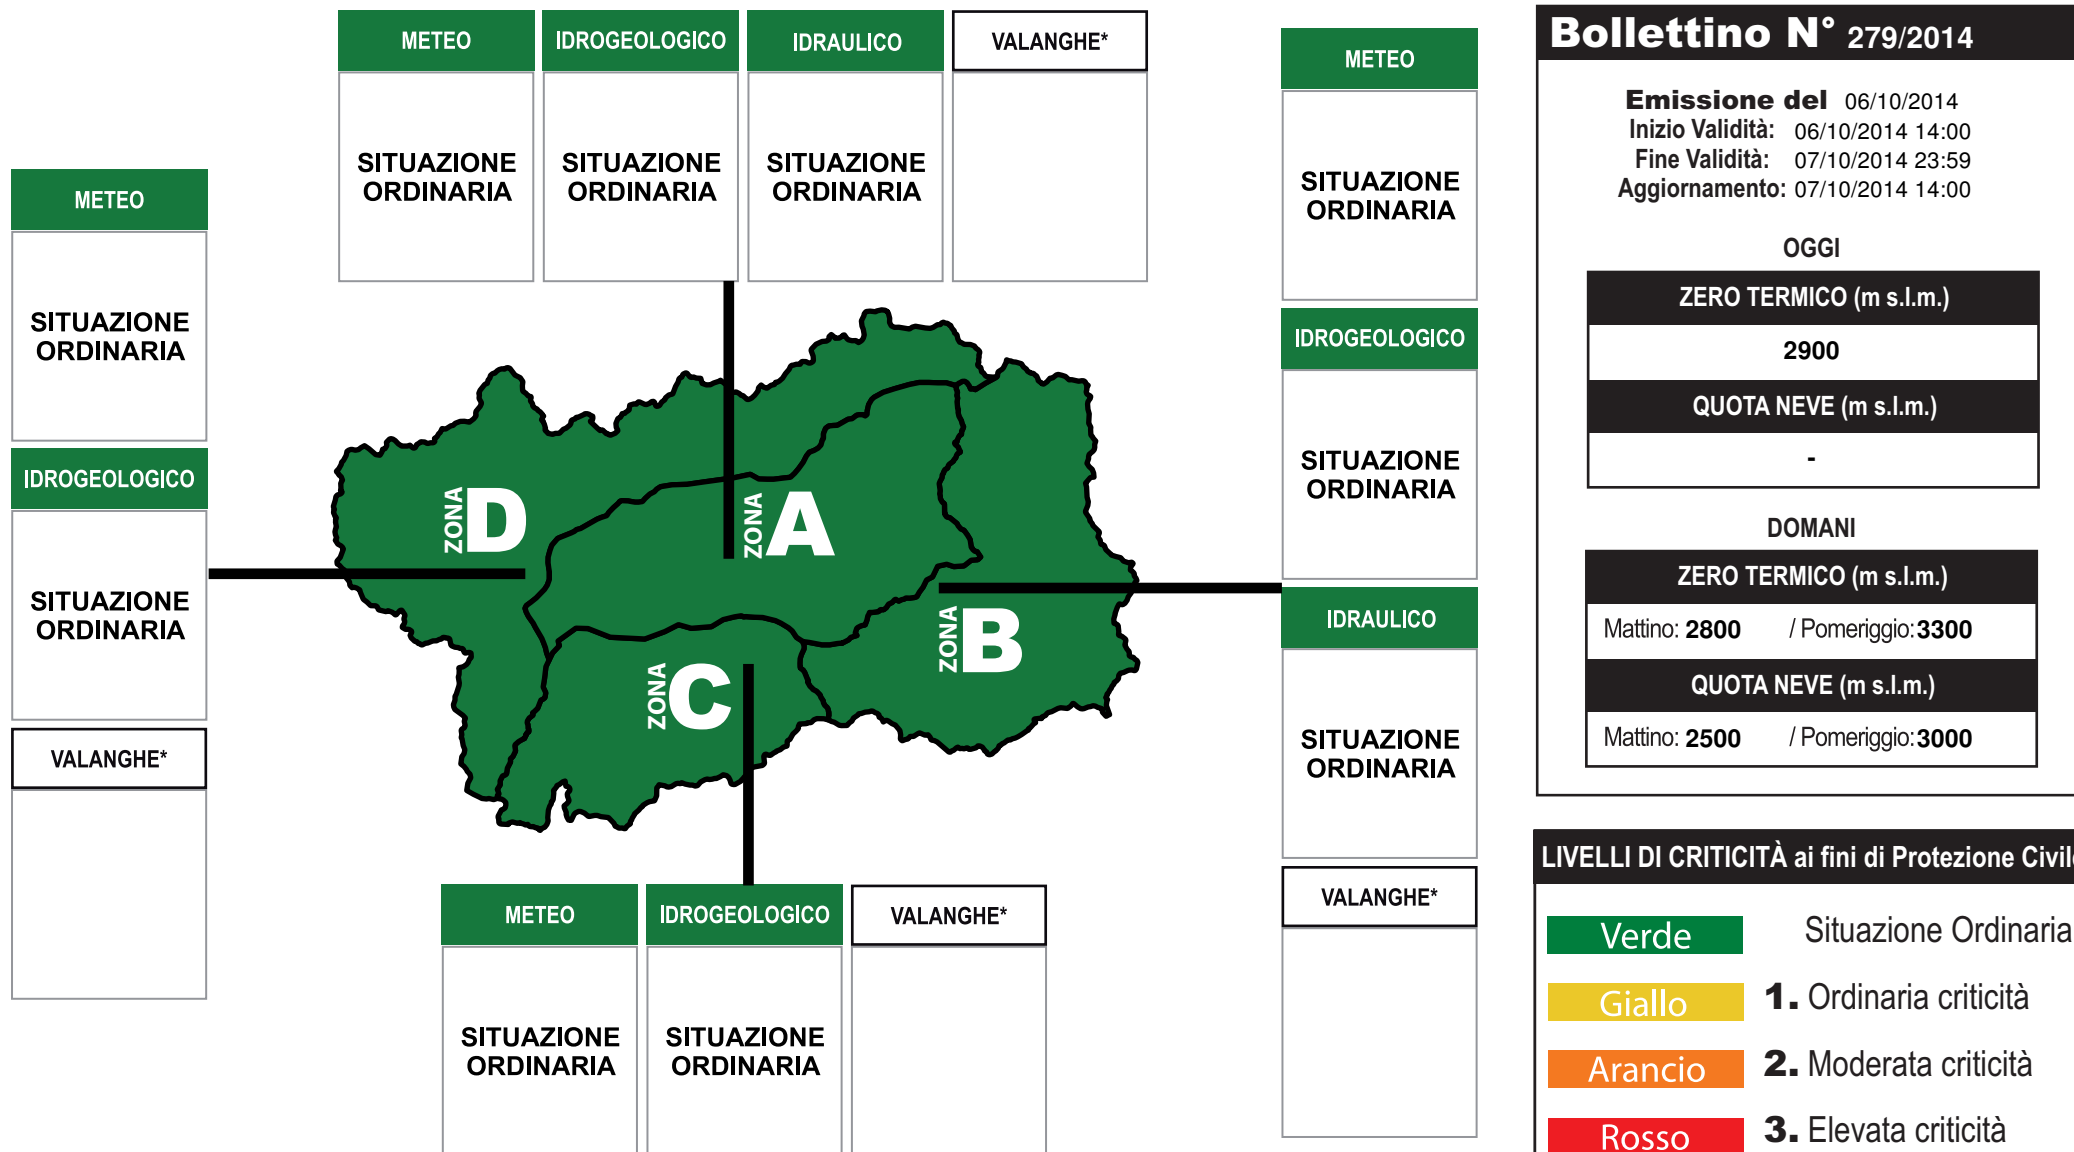 METEO IDROGEOLOGICO IDRAULICO VALANGHE*
SITUAZIONE ORDINARIA
SITUAZIONE ORDINARIA
SITUAZIONE ORDINARIA
METEO
SITUAZIONE
ORDINARIA
IDROGEOLOGICO
SITUAZIONE
ORDINARIA
VALANGHE*
ZONA D
ZONA A
ZONA B
ZONA C
METEO
SITUAZIONE
ORDINARIA
IDROGEOLOGICO
SITUAZIONE
ORDINARIA
IDRAULICO
SITUAZIONE
ORDINARIA
VALANGHE*
METEO IDROGEOLOGICO VALANGHE*
SITUAZIONE ORDINARIA
SITUAZIONE ORDINARIA
Bollettino N° 279/2014
Emissione del 06/10/2014
Inizio Validità: 06/10/2014 14:00
Fine Validità: 07/10/2014 23:59
Aggiornamento: 07/10/2014 14:00
OGGI
ZERO TERMICO (m s.l.m.)
2900
QUOTA NEVE (m s.l.m.)
-
DOMANI
ZERO TERMICO (m s.l.m.)
Mattino: 2800 / Pomeriggio: 3300
QUOTA NEVE (m s.l.m.)
Mattino: 2500 / Pomeriggio: 3000
LIVELLI DI CRITICITÀ ai fini di Protezione Civile
Verde Situazione Ordinaria
Giallo 1. Ordinaria criticità
Arancio 2. Moderata criticità
Rosso 3. Elevata criticità